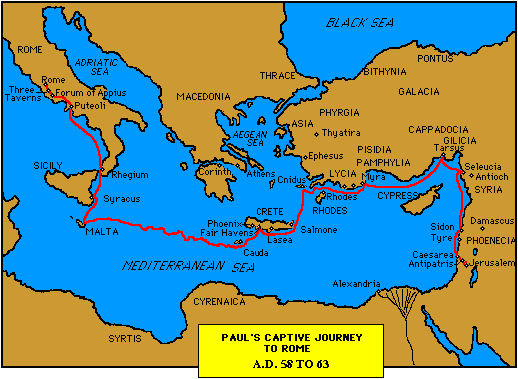 BLACK SEA
ROME
ADRIATIC
SEA
PONTUS
THRACE
BITHYNIA
Rome
Three
Taverns
Forum of Appius
Puteoli
MACEDONIA
GALACIA
PHYRGIA
ASIA
Thyatira
AEGEAN
SEA
CAPPADOCIA
GILICIA
Tarsus
PISIDIA
PAMPHYLIA
Ephesus
SICILY
Rhegium
Corinth
Athens
Cnidus
LYCIA
Myra
Seleucia
Antioch
SYRIA
Syracus
Rhodes
RHODES
CYPRESS
CRETE
Phoenix
Fair Havens
Salmone
Lasea
Cauda
MALTA
Damascus
Sidon
Tyre
PHOENECIA
Caesarea
Antipatris
Jerusalem
MEDITERRANEAN SEA
Alexandria
CYRENAICA
SYRTIS
PAUL'S CAPTIVE JOURNEY
TO ROME
A.D. 58 TO 63